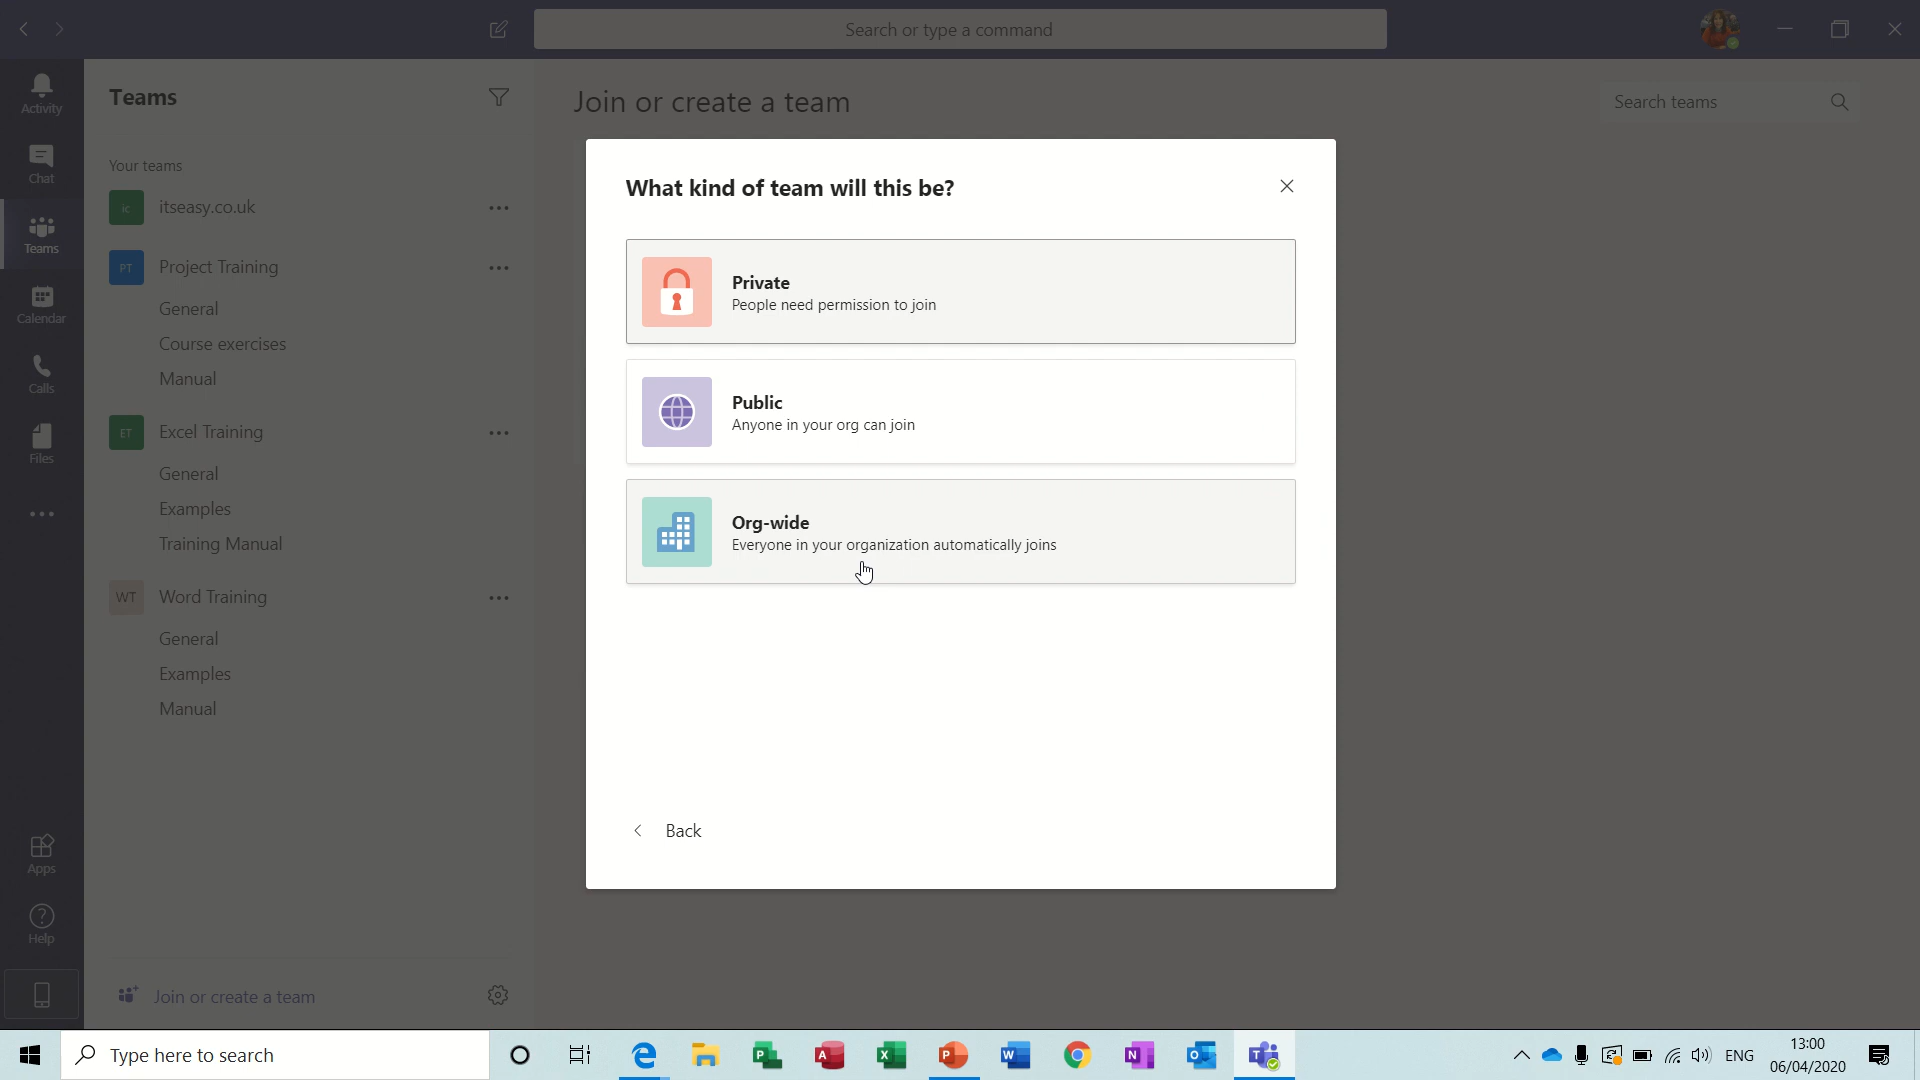 Search or type a command
Activity
Chat
Teams
Calendar
Calls
Files
Apps
Help
Teams
Your teams
ic itseasy.co.uk
PT Project Training
General
Course exercises
Manual
ET Excel Training
General
Examples
Training Manual
WT Word Training
General
Examples
Manual
Join or create a team
Join or create a team
Search teams
What kind of team will this be?
Private
People need permission to join
Public
Anyone in your org can join
Org-wide
Everyone in your organization automatically joins
Back
Type here to search
ENG
13:00
06/04/2020